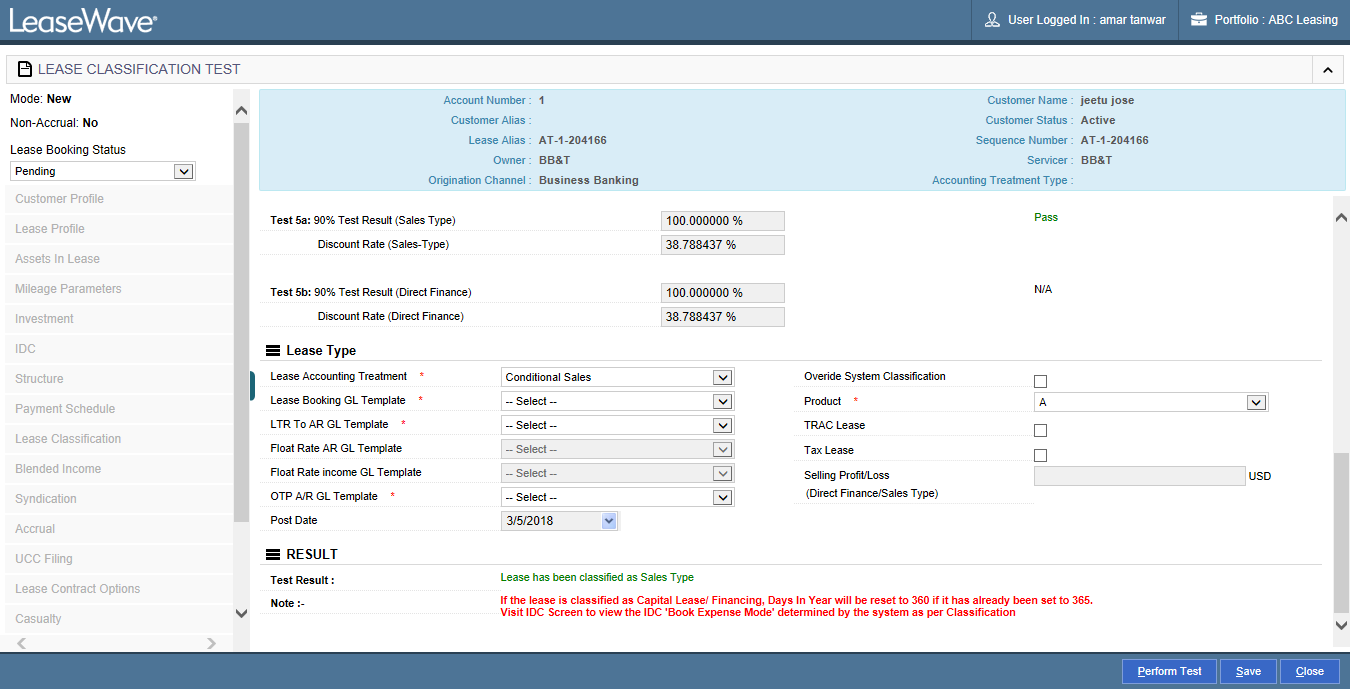 LeaseWave®
User Logged In : amar tanwar
Portfolio : ABC Leasing
LEASE CLASSIFICATION TEST
Mode: New
Non-Accrual: No
Lease Booking Status
Pending
Customer Profile
Lease Profile
Assets In Lease
Mileage Parameters
Investment
IDC
Structure
Payment Schedule
Lease Classification
Blended Income
Syndication
Accrual
UCC Filing
Lease Contract Options
Casualty
Account Number : 1
Customer Name : jeetu jose
Customer Alias :
Customer Status : Active
Lease Alias : AT-1-204166
Sequence Number : AT-1-204166
Owner : BB&T
Servicer : BB&T
Origination Channel : Business Banking
Accounting Treatment Type :
Test 5a: 90% Test Result (Sales Type) 100.000000 % Pass
Discount Rate (Sales-Type) 38.788437 %
Test 5b: 90% Test Result (Direct Finance) 100.000000 % N/A
Discount Rate (Direct Finance) 38.788437 %
Lease Type
Lease Accounting Treatment * Conditional Sales
Lease Booking GL Template * -- Select --
LTR To AR GL Template * -- Select --
Float Rate AR GL Template -- Select --
Float Rate income GL Template -- Select --
OTP A/R GL Template * -- Select --
Post Date 3/5/2018
Overide System Classification
Product * A
TRAC Lease
Tax Lease
Selling Profit/Loss USD
(Direct Finance/Sales Type)
RESULT
Test Result : Lease has been classified as Sales Type
Note :- If the lease is classified as Capital Lease/ Financing, Days In Year will be reset to 360 if it has already been set to 365.
Visit IDC Screen to view the IDC 'Book Expense Mode' determined by the system as per Classification
Perform Test
Save
Close